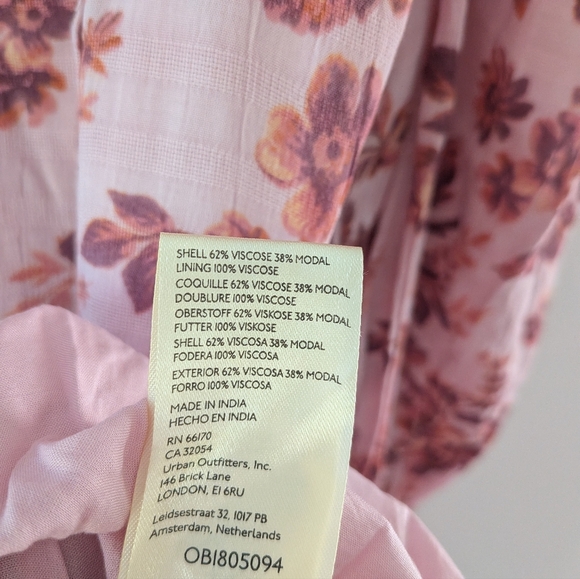 SHELL 62% VISCOSE 38% MODAL
LINING 100% VISCOSE
COQUILLE 62% VISCOSE 38% MODAL
DOUBLURE 100% VISCOSE
OBERSTOFF 62% VISKOSE 38% MODAL
FUTTER 100% VISKOSE
SHELL 62% VISCOSA 38% MODAL
FODERA 100% VISCOSA
EXTERIOR 62% VISCOSA 38% MODAL
FORRO 100% VISCOSA
MADE IN INDIA
HECHO EN INDIA
RN 66170
CA 32054
Urban Outfitters, Inc.
146 Brick Lane
LONDON, E1 6RU
Leidsestraat 32, 1017 PB
Amsterdam, Netherlands
OB1805094